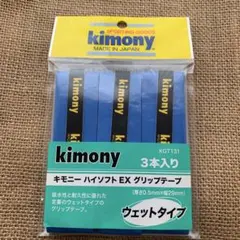 SPORTING GOODS
kimony
MADE IN JAPAN
KGT131
kimony
3本入り
キモニー ハイソフトEX グリップテープ
(厚さ0.5mm×幅25mm)
吸水性と耐久性に優れた
定番のウェットタイプの
グリップテープ。
ウェットタイプ